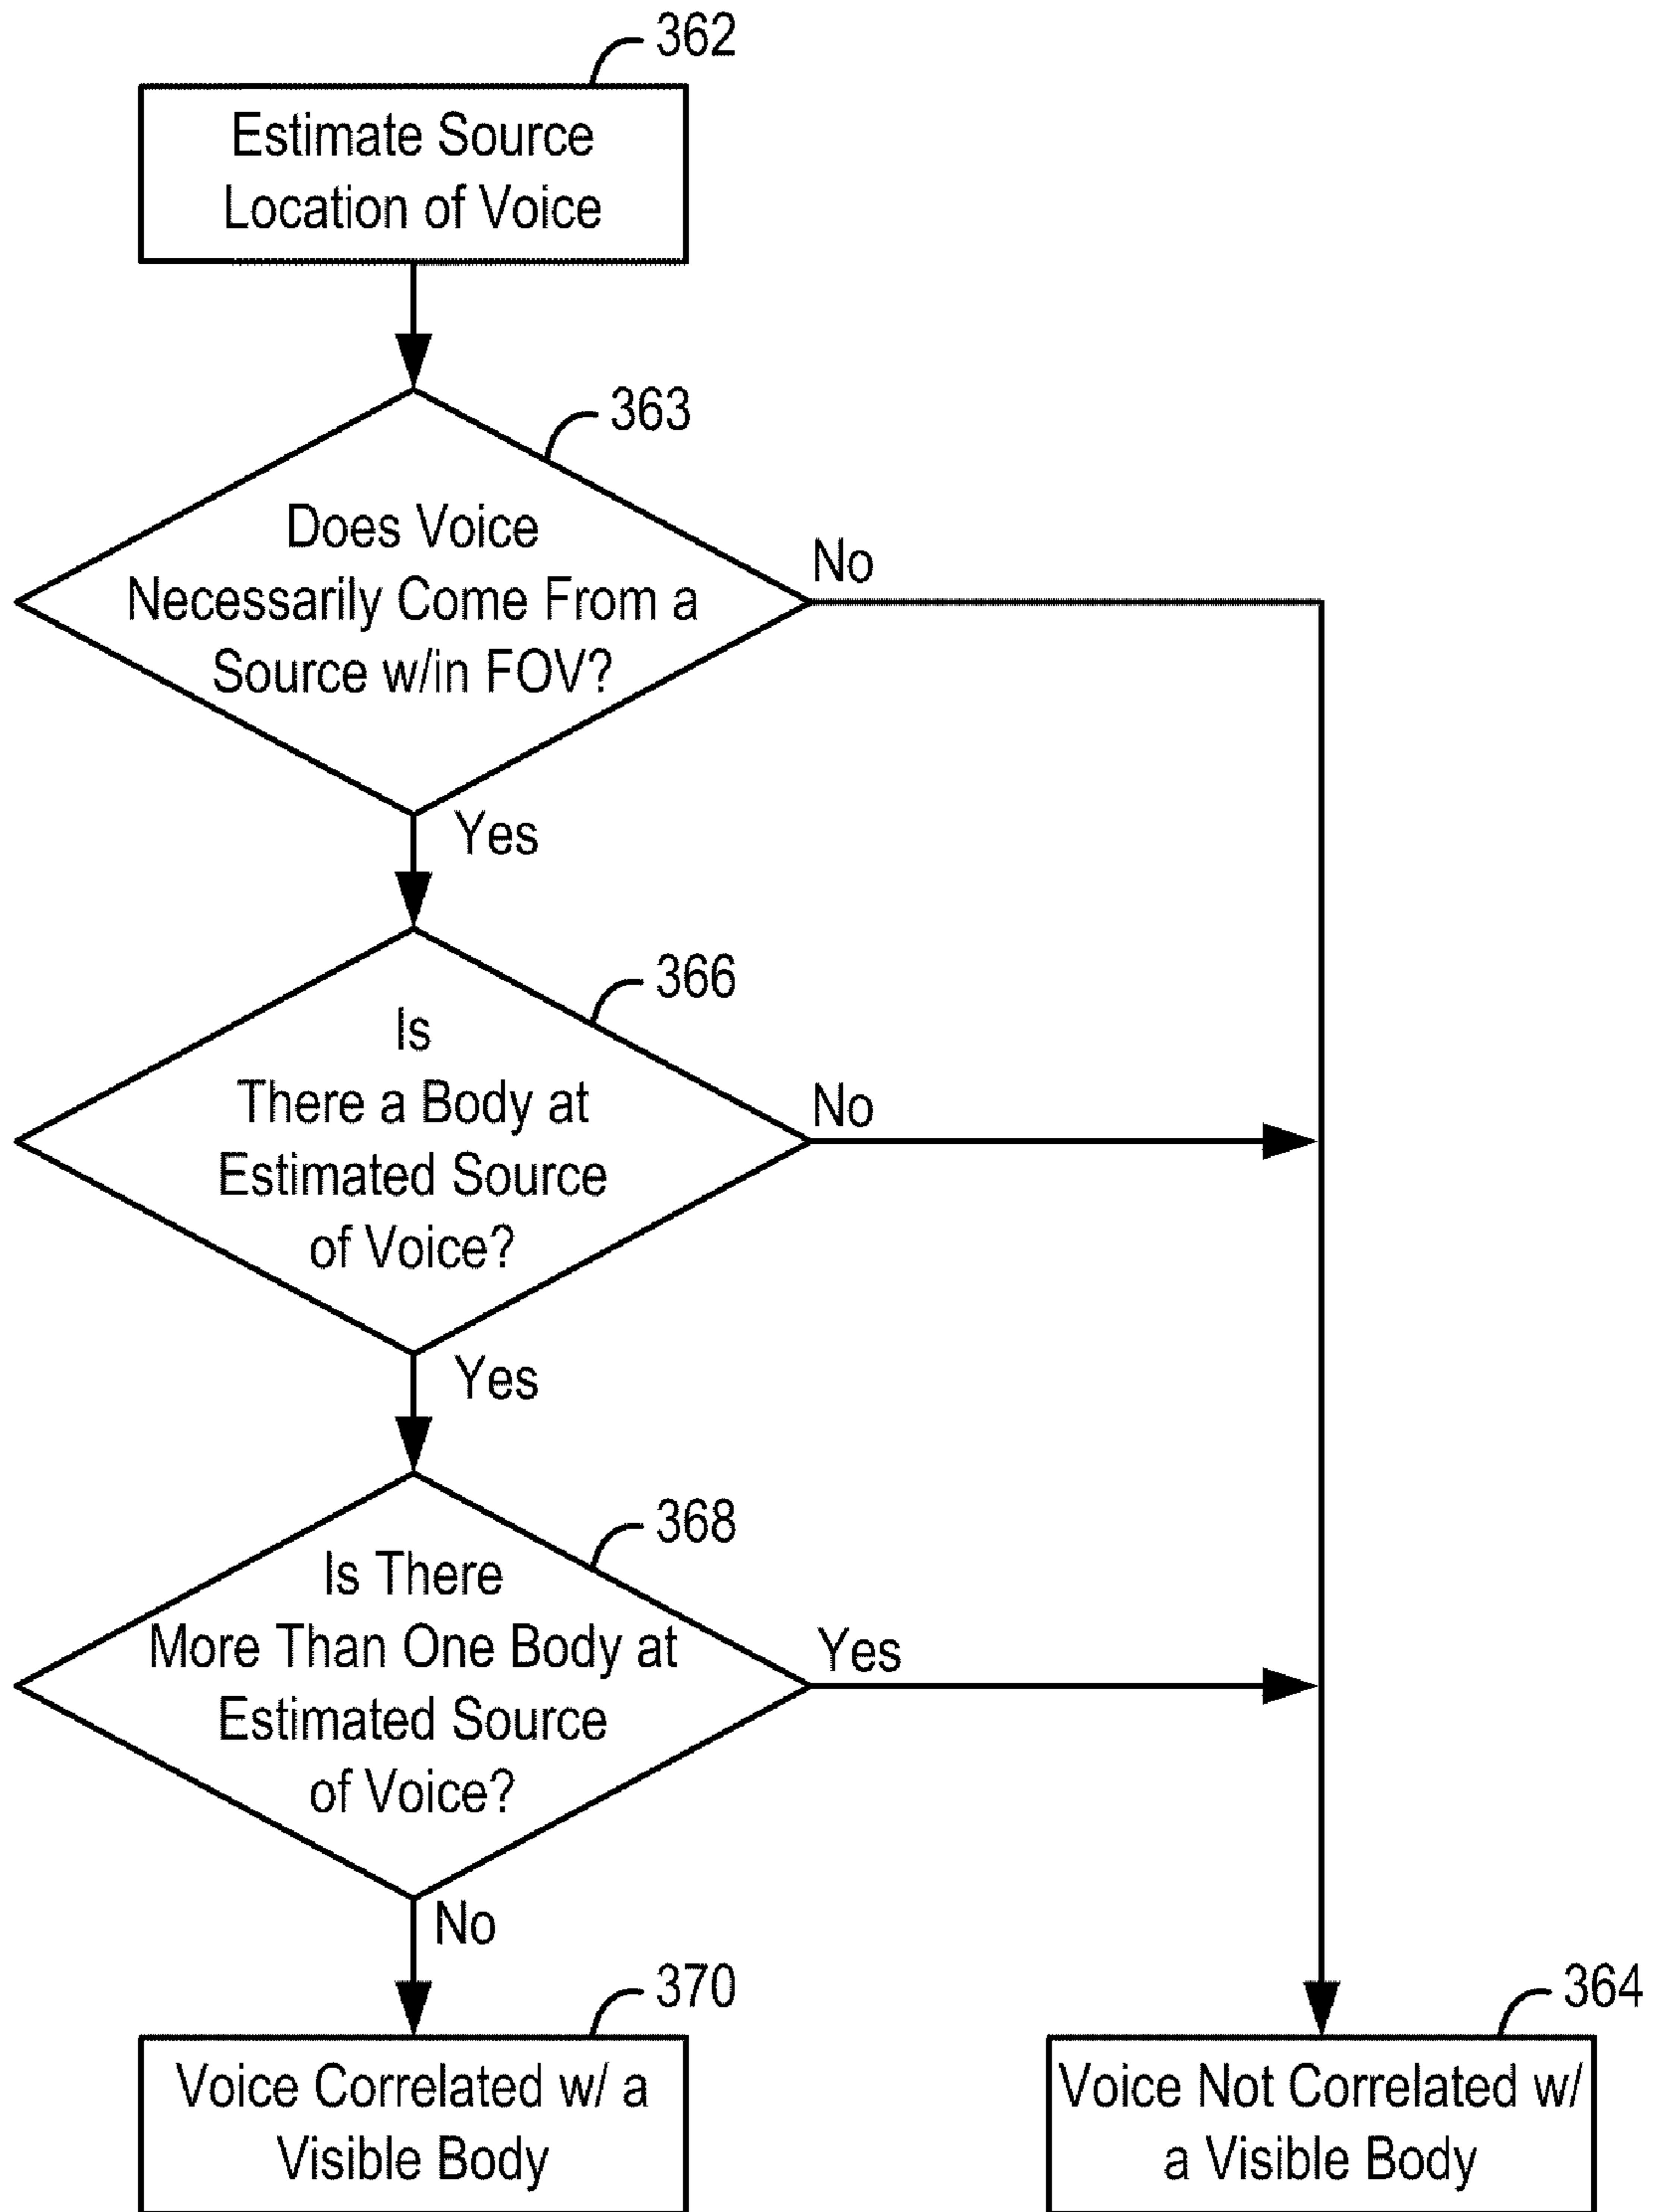 362
Estimate Source
Location of Voice
363
Does Voice
Necessarily Come From a
Source w/in FOV?
No
Yes
366
Is
There a Body at
Estimated Source
of Voice?
No
Yes
368
Is There
More Than One Body at
Estimated Source
of Voice?
Yes
No
370
Voice Correlated w/ a
Visible Body
364
Voice Not Correlated w/
a Visible Body